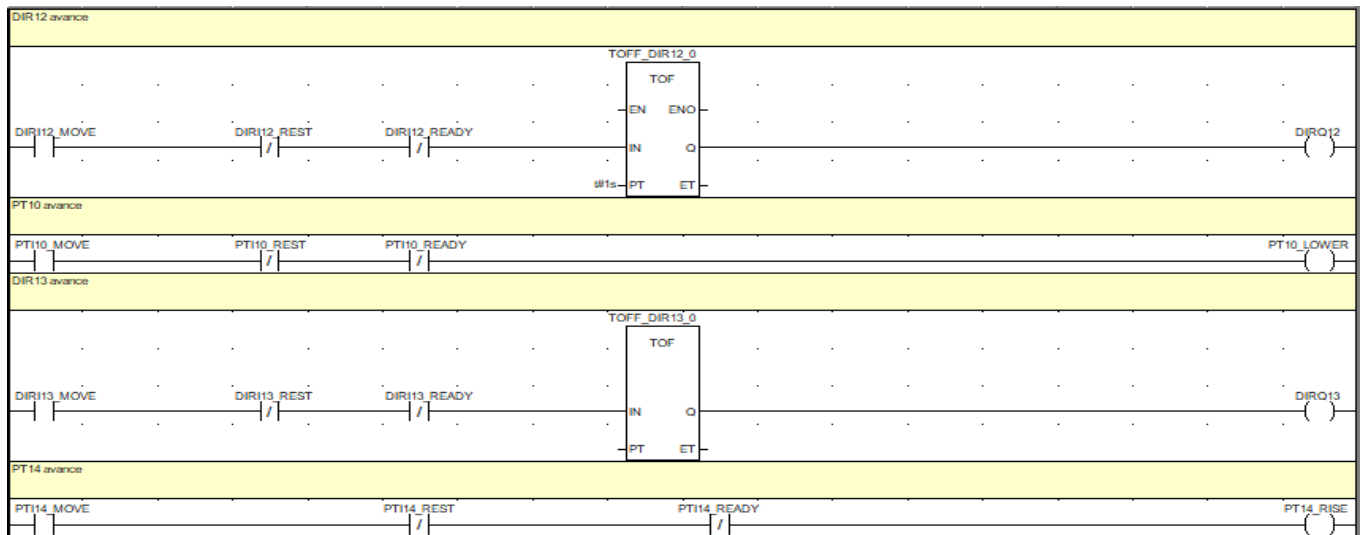 DIR12 avance
TOFF_DIR12_0
TOF
EN ENO
DIRI12_MOVE DIRI12_REST DIRI12_READY DIRQ12
IN Q
t#1s PT ET
PT10 avance
PTI10_MOVE PTI10_REST PTI10_READY PT10_LOWER
DIR13 avance
TOFF_DIR13_0
TOF
DIRI13_MOVE DIRI13_REST DIRI13_READY DIRQ13
IN Q
PT ET
PT14 avance
PTI14_MOVE PTI14_REST PTI14_READY PT14_RISE